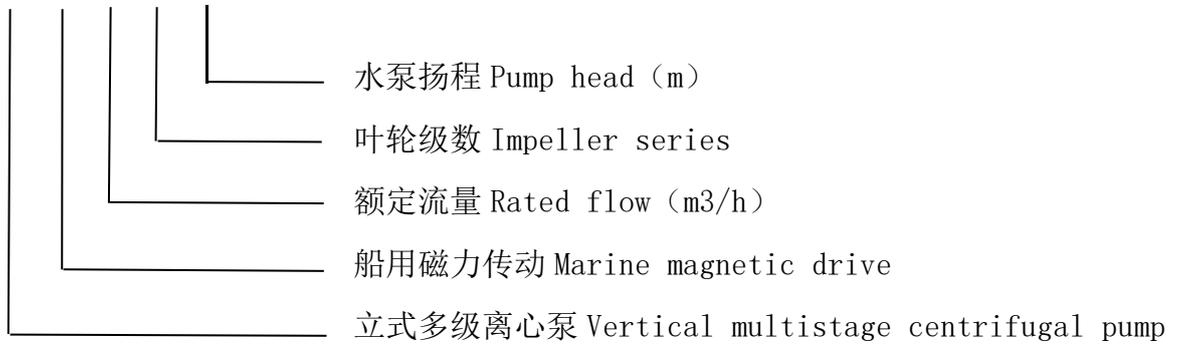 水泵扬程 Pump head（m）
叶轮级数 Impeller series
额定流量 Rated flow（m3/h）
船用磁力传动 Marine magnetic drive
立式多级离心泵 Vertical multistage centrifugal pump